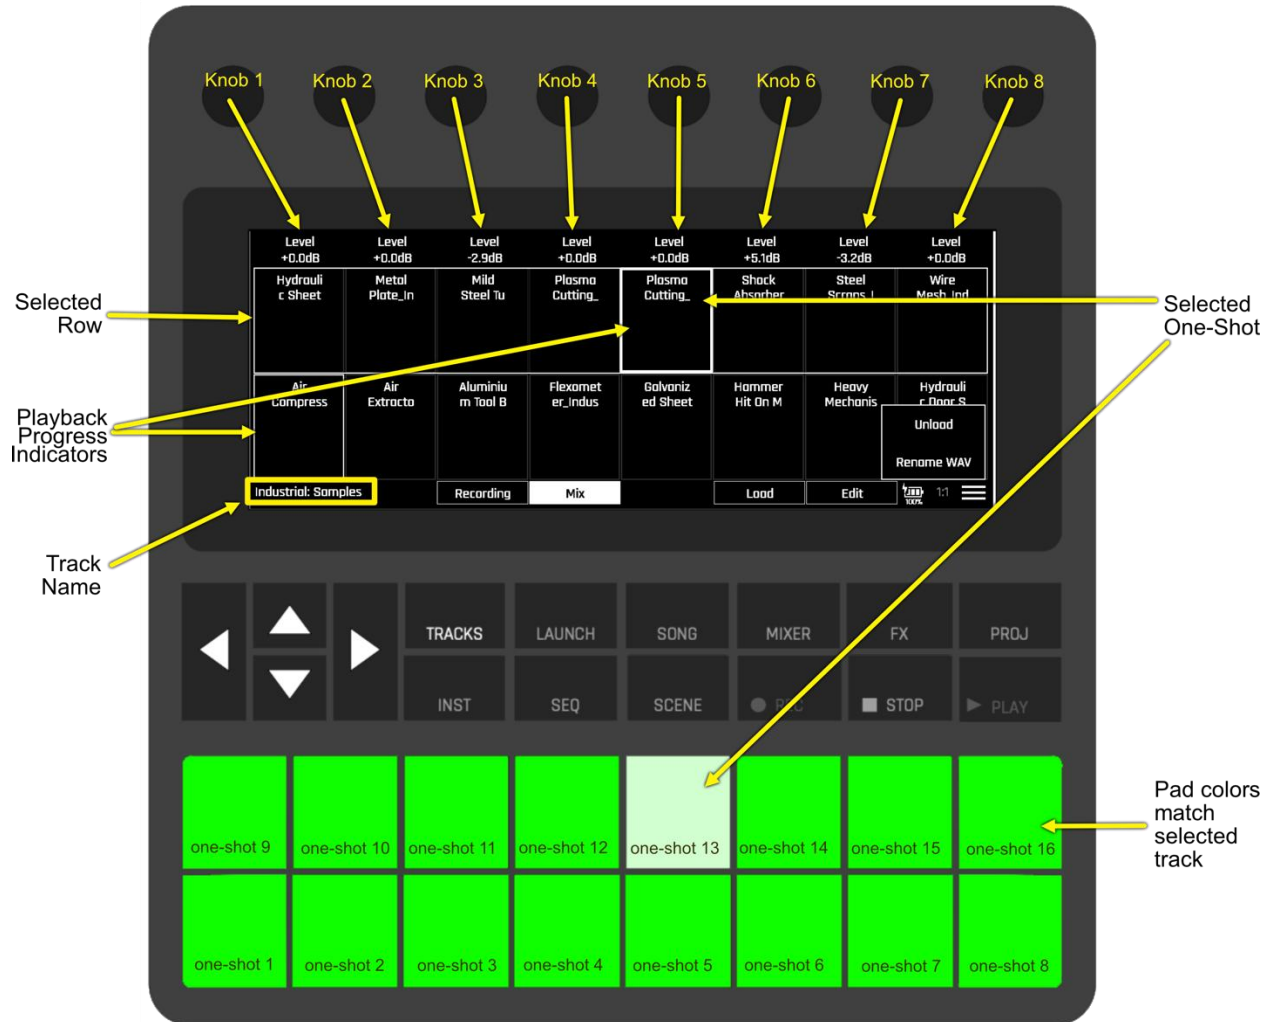 Knob 1 Knob 2 Knob 3 Knob 4 Knob 5 Knob 6 Knob 7 Knob 8
Level Level Level Level Level Level Level Level
+0.0dB +0.0dB -2.9dB +0.0dB +0.0dB +5.1dB -3.2dB +0.0dB
Hydrauli Metal Mild Plasma Plasma Shock Steel Wire
c Sheet Plate_In Steel Tu Cutting_ Cutting_ Absorber Scraps_I Mesh_Ind
Selected
Row
Selected
One-Shot
Air Air Aluminiu Flexomet Galvaniz Hammer Heavy Hydrauli
Compress Extracto m Tool B er_Indus ed Sheet Hit On M Mechanis c Door S
Playback
Progress
Indicators
Unload
Rename WAV
Industrial: Samples Recording Mix Load Edit 100% 1:1
Track
Name
TRACKS LAUNCH SONG MIXER FX PROJ
INST SEQ SCENE REC STOP PLAY
one-shot 9 one-shot 10 one-shot 11 one-shot 12 one-shot 13 one-shot 14 one-shot 15 one-shot 16
Pad colors
match
selected
track
one-shot 1 one-shot 2 one-shot 3 one-shot 4 one-shot 5 one-shot 6 one-shot 7 one-shot 8